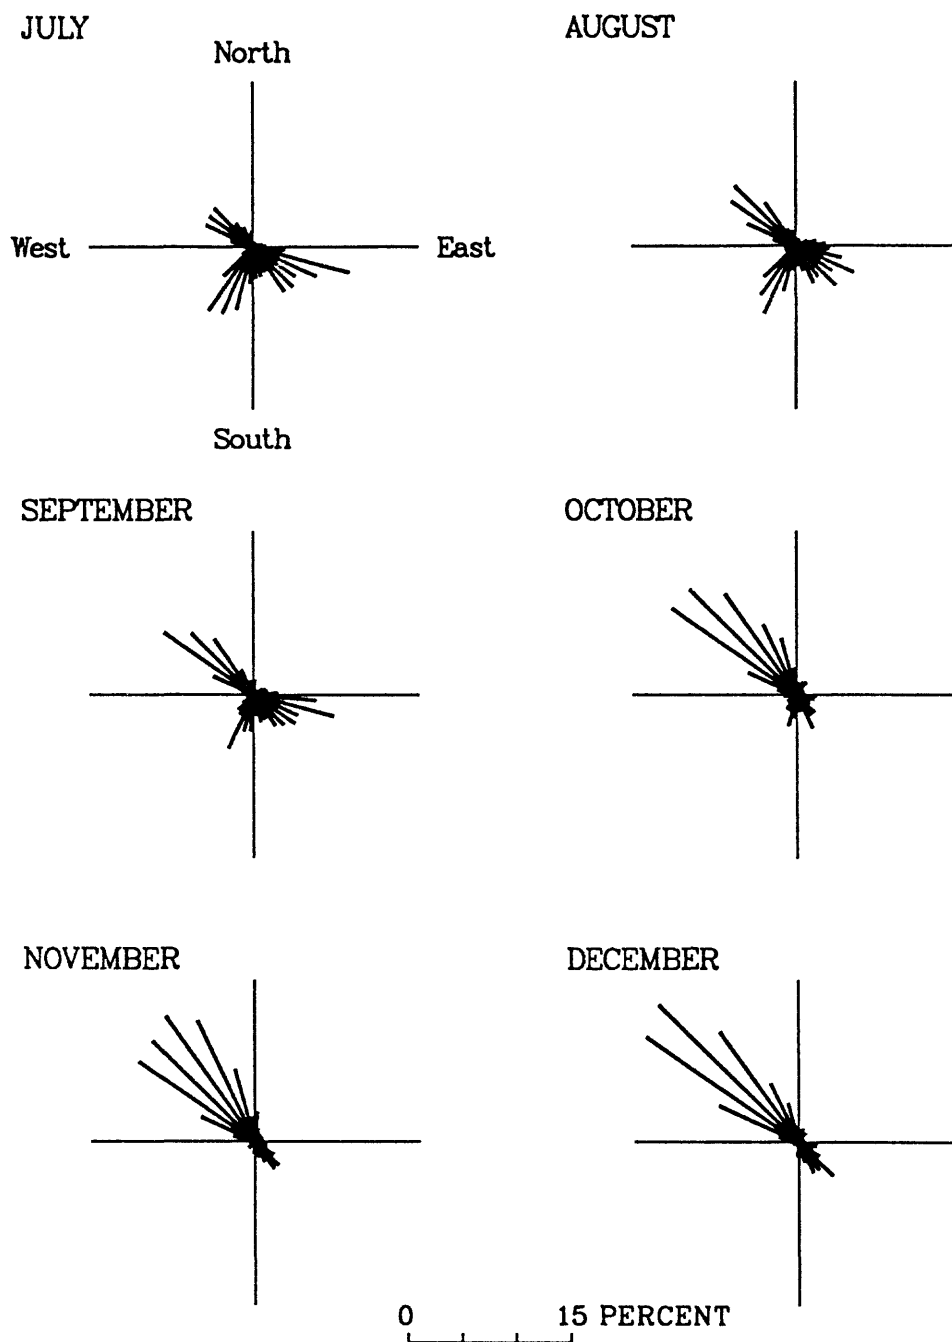 JULY
AUGUST
North
West
East
South
SEPTEMBER
OCTOBER
NOVEMBER
DECEMBER
0 15 PERCENT